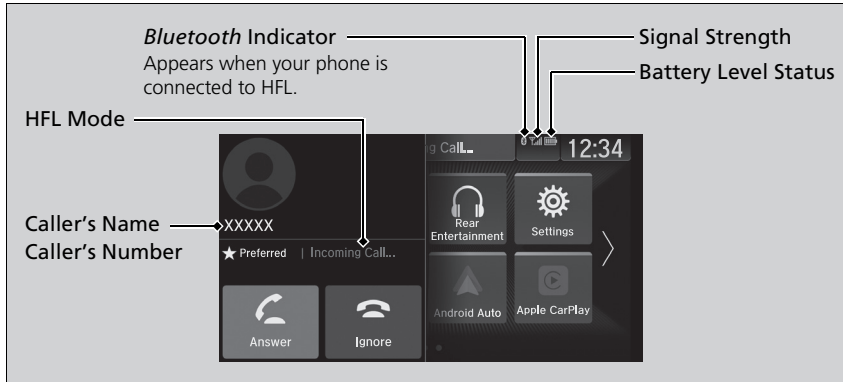 Bluetooth Indicator
Appears when your phone is
connected to HFL.
Signal Strength
Battery Level Status
HFL Mode
Caller's Name
Caller's Number
g Call...
12:34
XXXXX
★ Preferred | Incoming Call...
Answer
Ignore
Rear
Entertainment
Settings
Android Auto
Apple CarPlay